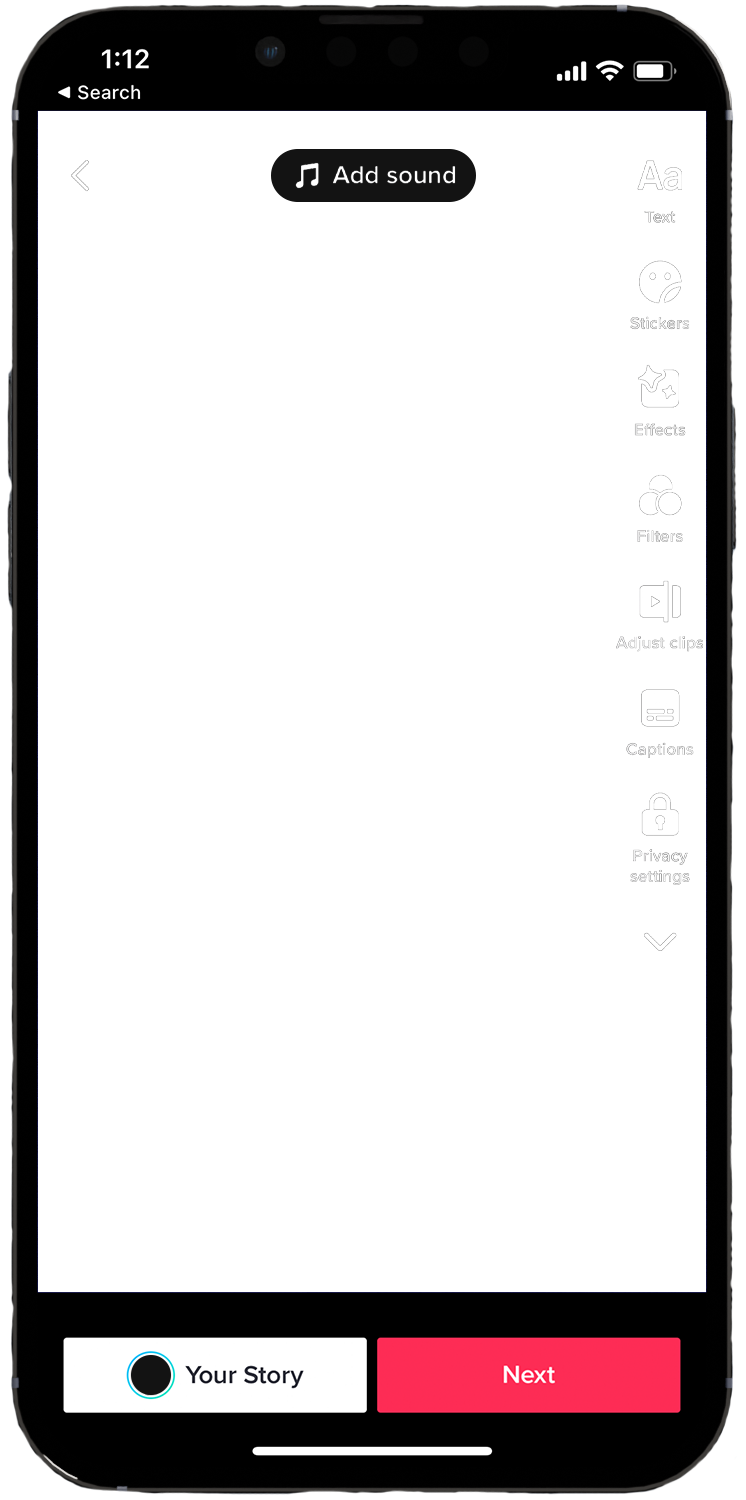 1:12
◀ Search
Add sound
Aa
Text
Stickers
Effects
Filters
Adjust clips
Captions
Privacy
settings
Your Story
Next